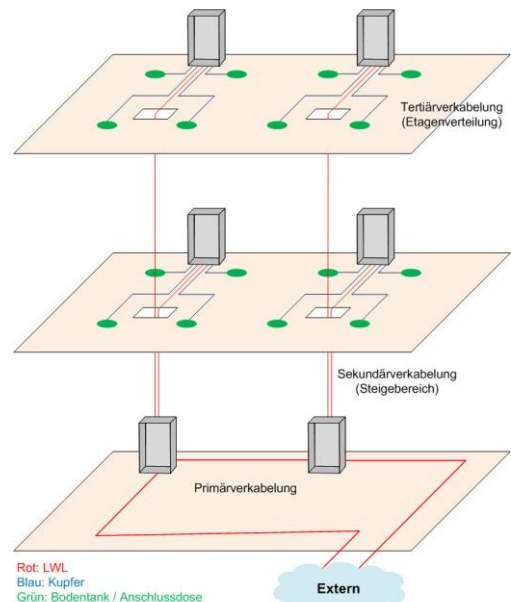 Tertiärverkabelung
(Etagenverteilung)
Sekundärverkabelung
(Steigebereich)
Primärverkabelung
Extern
Rot: LWL
Blau: Kupfer
Grün: Bodentank / Anschlussdose